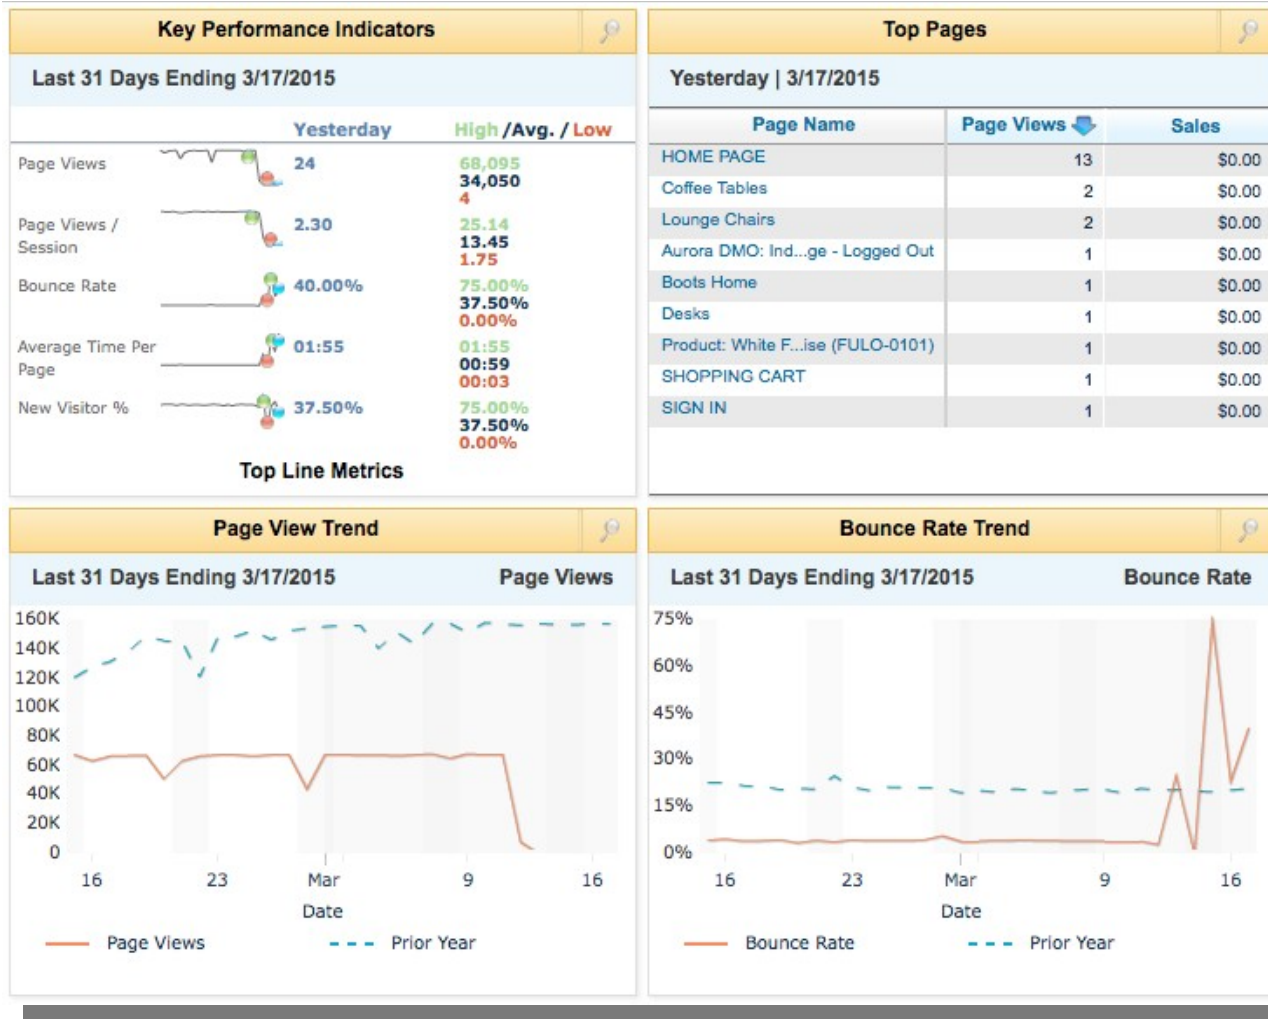 Key Performance Indicators
Last 31 Days Ending 3/17/2015
Yesterday High /Avg. / Low
Page Views 24 68,095
34,050
4
Page Views / 2.30 25.14
Session 13.45
1.75
Bounce Rate 40.00% 75.00%
37.50%
0.00%
Average Time Per 01:55 01:55
Page 00:59
00:03
New Visitor % 37.50% 75.00%
37.50%
0.00%
Top Line Metrics
Top Pages
Yesterday | 3/17/2015
Page Name Page Views Sales
HOME PAGE 13 $0.00
Coffee Tables 2 $0.00
Lounge Chairs 2 $0.00
Aurora DMO: Ind...ge - Logged Out 1 $0.00
Boots Home 1 $0.00
Desks 1 $0.00
Product: White F...ise (FULO-0101) 1 $0.00
SHOPPING CART 1 $0.00
SIGN IN 1 $0.00
Page View Trend
Last 31 Days Ending 3/17/2015 Page Views
160K
140K
120K
100K
80K
60K
40K
20K
0
16 23 Mar 9 16
Date
Page Views Prior Year
Bounce Rate Trend
Last 31 Days Ending 3/17/2015 Bounce Rate
75%
60%
45%
30%
15%
0%
16 23 Mar 9 16
Date
Bounce Rate Prior Year